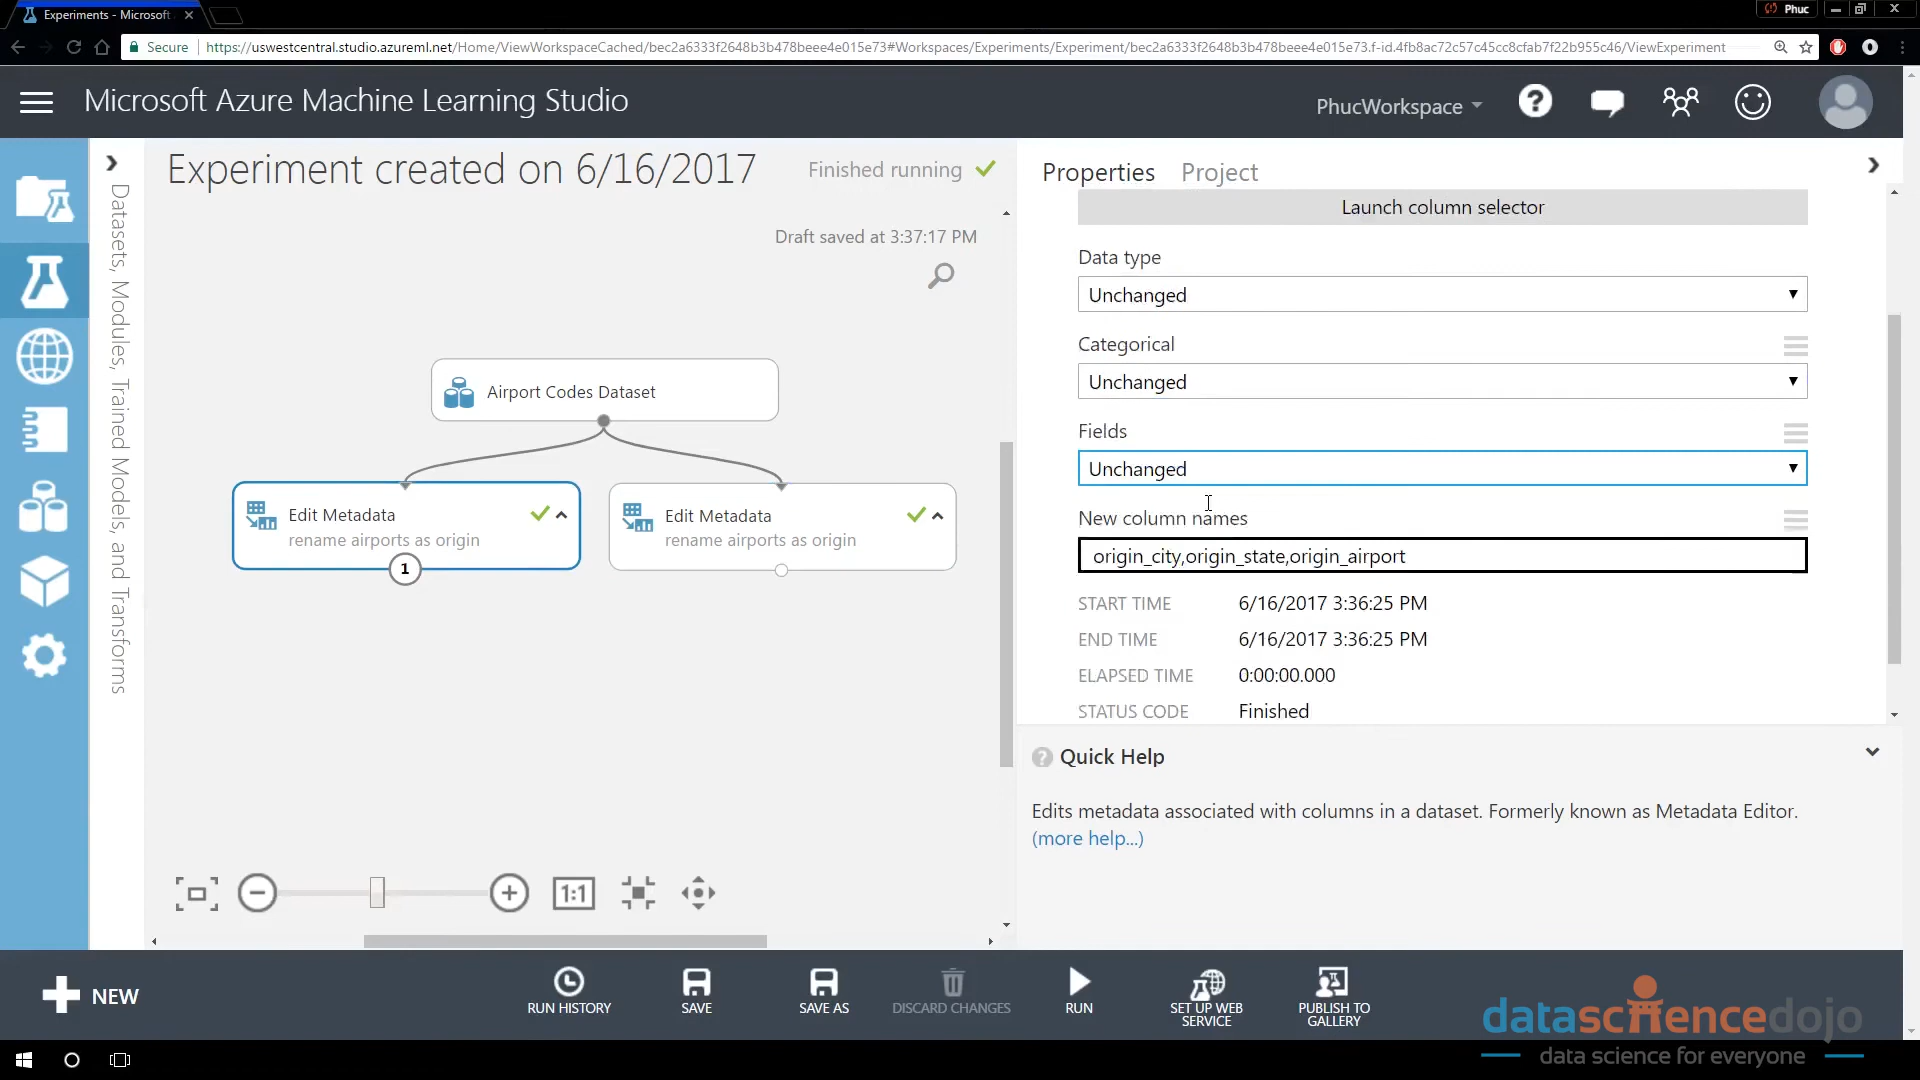 Experiments - Microsoft
Phuc
Secure
https://uswestcentral.studio.azureml.net/Home/ViewWorkspaceCached/bec2a6333f2648b3b478beee4e015e73#Workspaces/Experiments/Experiment/bec2a6333f2648b3b478beee4e015e73.f-id.4fb8ac72c57c45cc8cfab7f22b955c46/ViewExperiment
Microsoft Azure Machine Learning Studio
PhucWorkspace
Datasets, Modules, Trained Models, and Transforms
Experiment created on 6/16/2017
Finished running
Draft saved at 3:37:17 PM
Airport Codes Dataset
Edit Metadata
rename airports as origin
1
Edit Metadata
rename airports as origin
1:1
Properties
Project
Launch column selector
Data type
Unchanged
Categorical
Unchanged
Fields
Unchanged
New column names
origin_city,origin_state,origin_airport
START TIME 6/16/2017 3:36:25 PM
END TIME 6/16/2017 3:36:25 PM
ELAPSED TIME 0:00:00.000
STATUS CODE Finished
? Quick Help
Edits metadata associated with columns in a dataset. Formerly known as Metadata Editor.
(more help...)
NEW
RUN HISTORY
SAVE
SAVE AS
DISCARD CHANGES
RUN
SET UP WEB
SERVICE
PUBLISH TO
GALLERY
datasciencedojo
data science for everyone